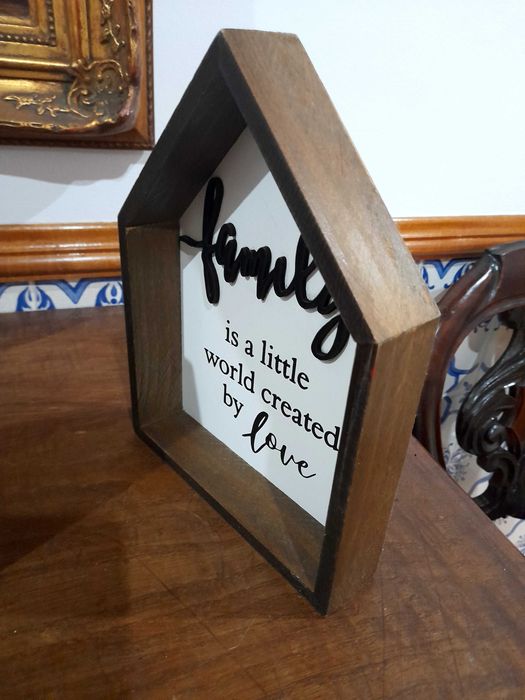 family
is a little
world created
by love